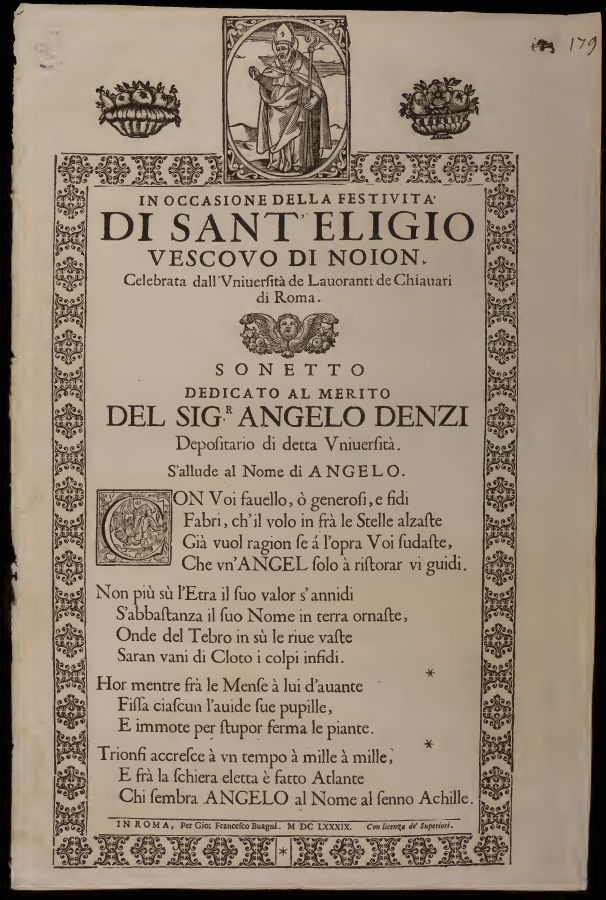 179
IN OCCASIONE DELLA FESTIVITA'
DI SANT' ELIGIO
VESCOVO DI NOION.
Celebrata dall'Vniuerſità de Lauoranti de Chiauari
di Roma.
SONETTO
DEDICATO AL MERITO
DEL SIG.R ANGELO DENZI
Depoſitario di detta Vniuerſità.
S'allude al Nome di ANGELO.
CON Voi fauello, ò generoſi, e fidi
Fabri, ch'il volo in frà le Stelle alzaſte
Già vuol ragion ſe á l'opra Voi ſudaſte,
Che vn'ANGEL ſolo à riſtorar vi guidi.
Non più sù l'Etra il ſuo valor s'annidi
S'abbaſtanza il ſuo Nome in terra ornaſte,
Onde del Tebro in sù le riue vaſte
Saran vani di Cloto i colpi infidi.
Hor mentre frà le Menſe à lui d'auante *
Fiſſa ciaſcun l'auide ſue pupille,
E immote per ſtupor ferma le piante.
Trionfi accreſce à vn tempo à mille à mille, *
E frà la ſchiera eletta è fatto Atlante
Chi ſembra ANGELO al Nome al ſenno Achille.
IN ROMA, Per Gio: Franceſco Buagni. M DC LXXXIX. Con licenza de' Superiori.
*